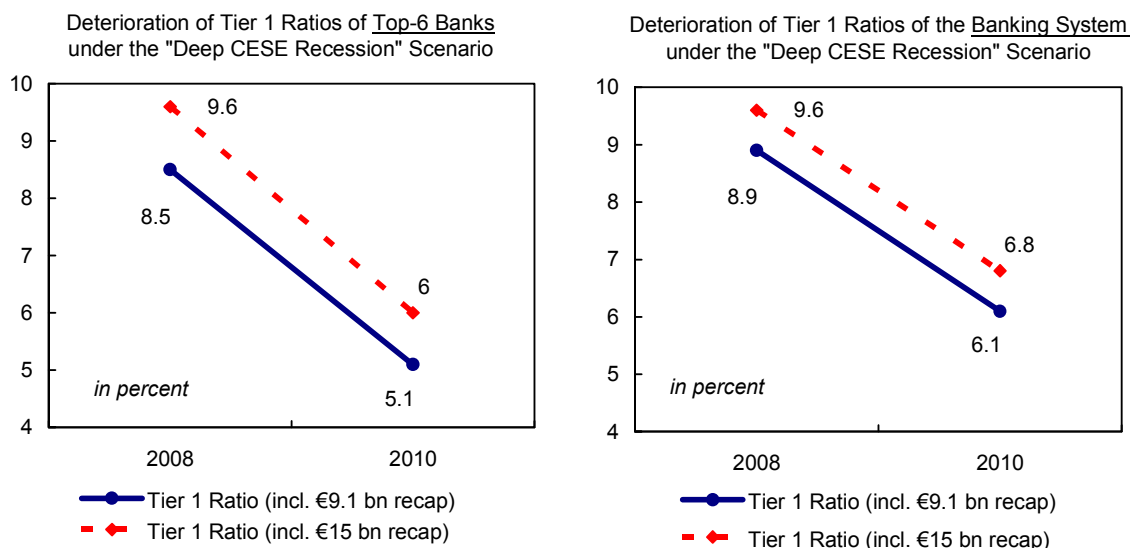 Deterioration of Tier 1 Ratios of Top-6 Banks
under the "Deep CESE Recession" Scenario
10
9
8
7
6
5
4
9.6
8.5
6
5.1
in percent
2008
2010
Tier 1 Ratio (incl. €9.1 bn recap)
Tier 1 Ratio (incl. €15 bn recap)
Deterioration of Tier 1 Ratios of the Banking System
under the "Deep CESE Recession" Scenario
10
9
8
7
6
5
4
9.6
8.9
6.8
6.1
in percent
2008
2010
Tier 1 Ratio (incl. €9.1 bn recap)
Tier 1 Ratio (incl. €15 bn recap)